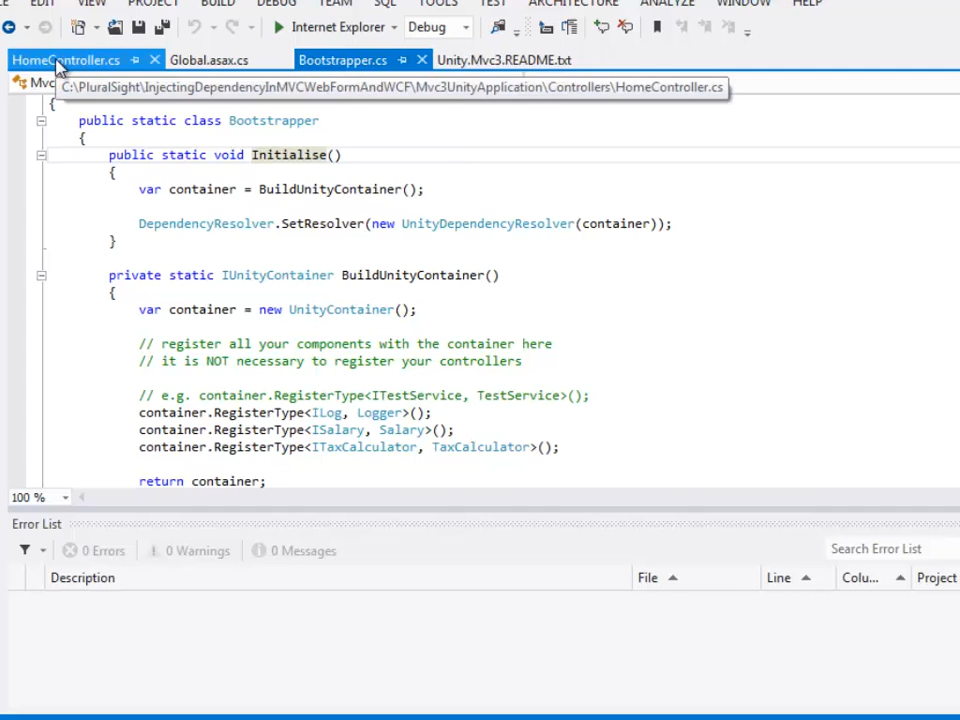 EDIT VIEW PROJECT BUILD DEBUG TEAM SQL TOOLS TEST ARCHITECTURE ANALYZE WINDOW HELP
Internet Explorer Debug
HomeController.cs Global.asax.cs Bootstrapper.cs Unity.Mvc3.README.txt
Mvc
C:\PluralSight\InjectingDependencyInMVCWebFormAndWCF\Mvc3UnityApplication\Controllers\HomeController.cs
{
public static class Bootstrapper
{
public static void Initialise()
{
var container = BuildUnityContainer();
DependencyResolver.SetResolver(new UnityDependencyResolver(container));
}
private static IUnityContainer BuildUnityContainer()
{
var container = new UnityContainer();
// register all your components with the container here
// it is NOT necessary to register your controllers
// e.g. container.RegisterType<ITestService, TestService>();
container.RegisterType<ILog, Logger>();
container.RegisterType<ISalary, Salary>();
container.RegisterType<ITaxCalculator, TaxCalculator>();
return container;
100 %
Error List
0 Errors 0 Warnings 0 Messages Search Error List
Description File Line Colu... Project